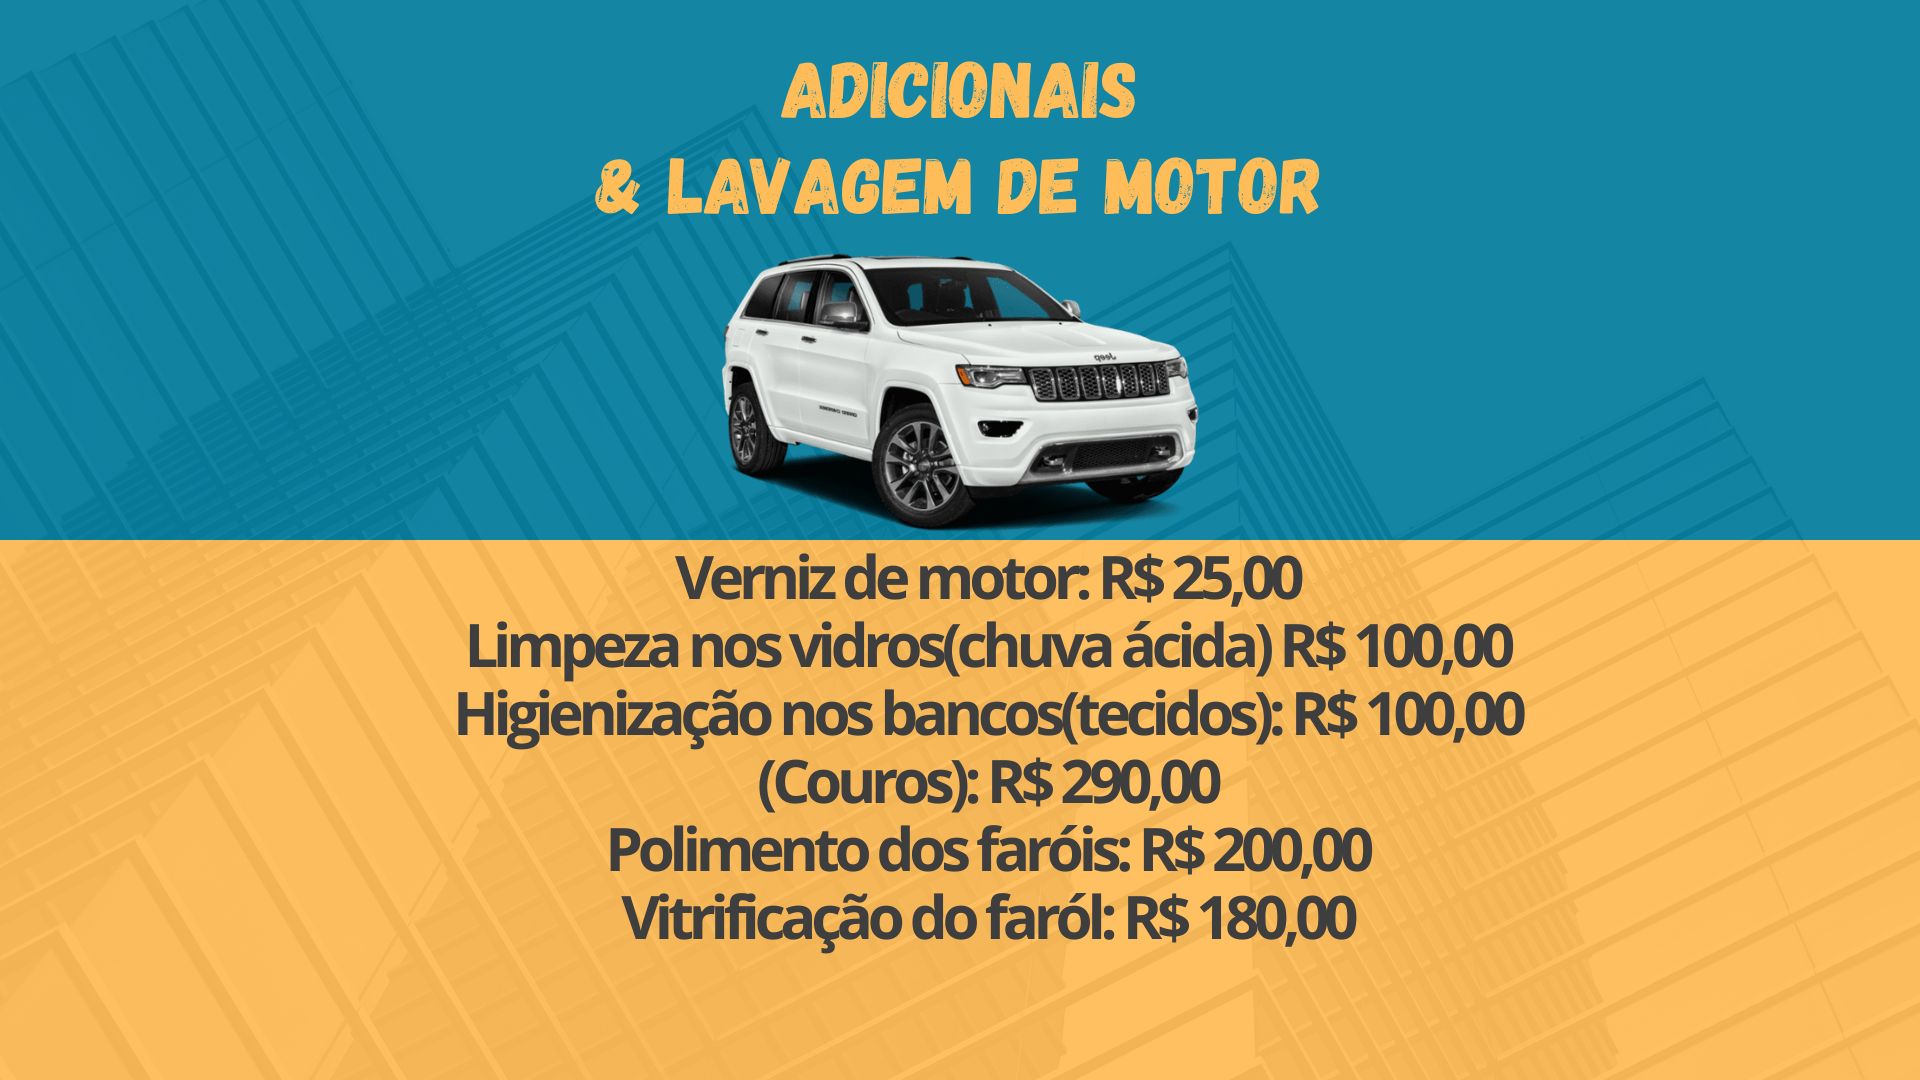 ADICIONAIS
& LAVAGEM DE MOTOR
Jeep
Verniz de motor: R$ 25,00
Limpeza nos vidros(chuva ácida) R$ 100,00
Higienização nos bancos(tecidos): R$ 100,00
(Couros): R$ 290,00
Polimento dos faróis: R$ 200,00
Vitrificação do faról: R$ 180,00